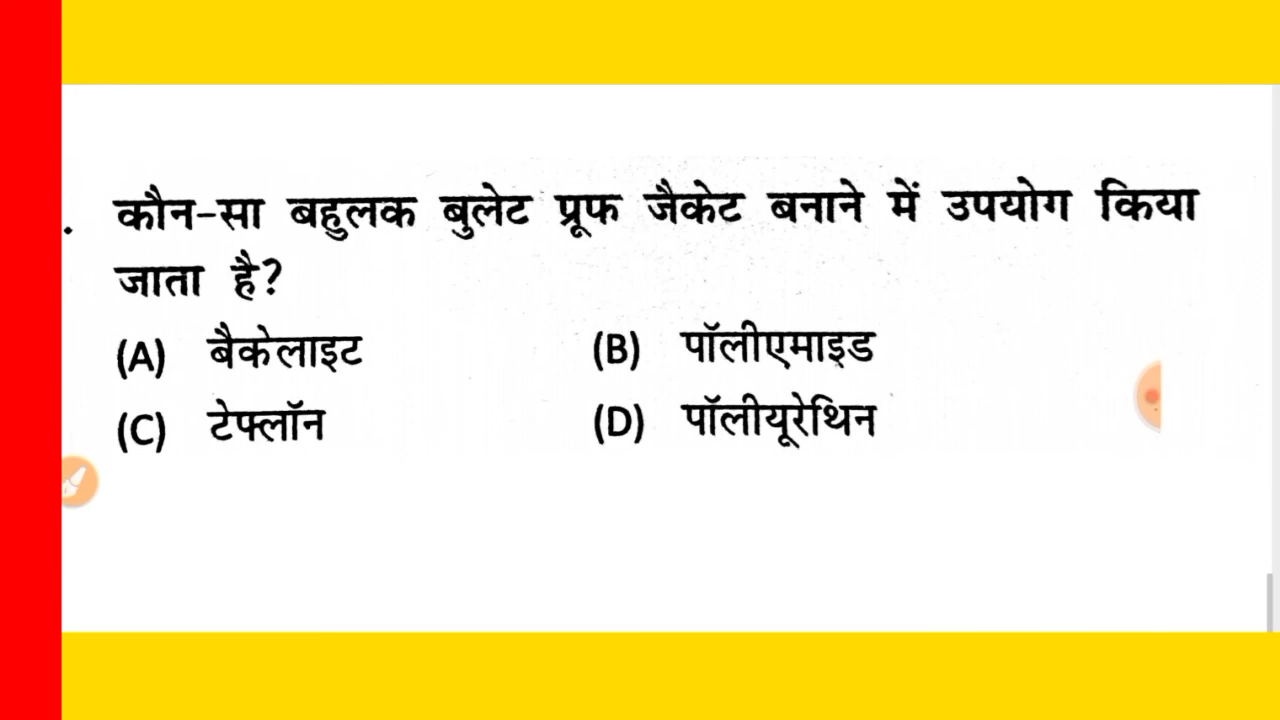 . कौन-सा बहुलक बुलेट प्रूफ जैकेट बनाने में उपयोग किया
जाता है?
(A) बैकेलाइट (B) पॉलीएमाइड
(C) टेफ्लॉन (D) पॉलीयूरेथिन